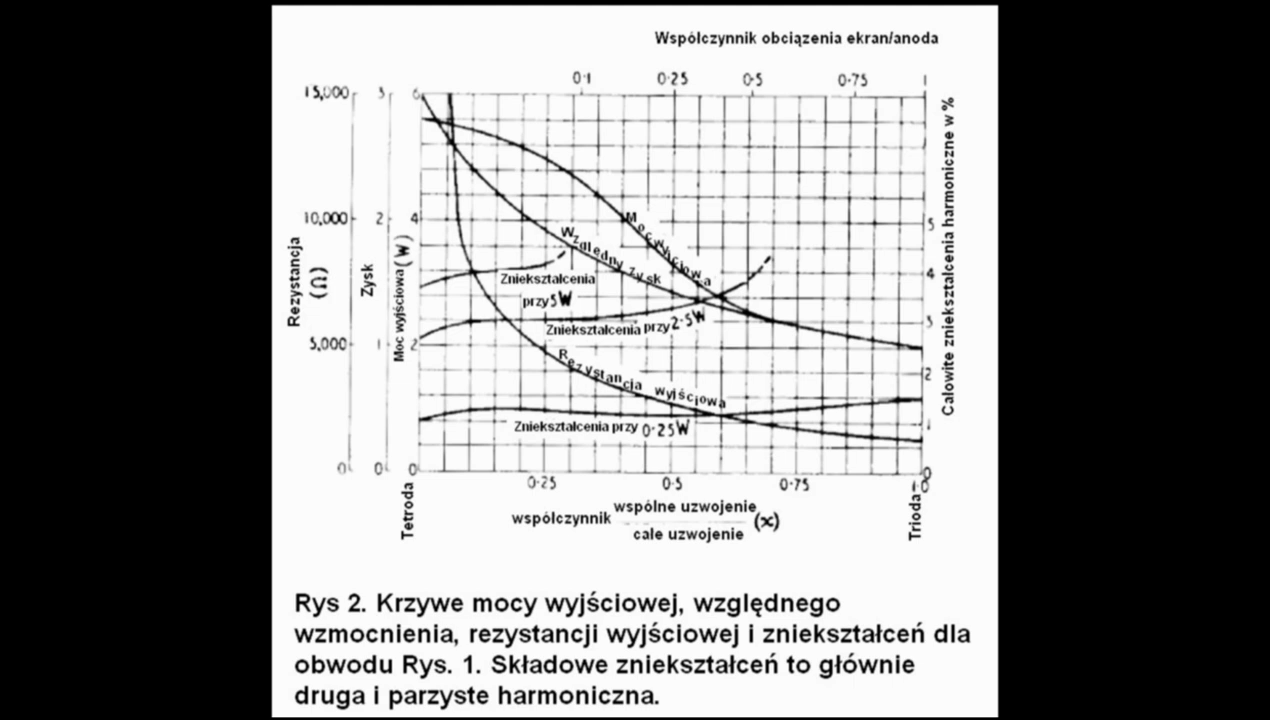 Współczynnik obciązenia ekran/anoda
0·1 0·25 0·5 0·75 1
15,000 3 6
10,000 2 4 5
4
5,000 1 2 3
2
1
0 0 0 0
Rezystancja (Ω)
Zysk
Moc wyjściowa (W)
Całowite zniekształcenia harmoniczne w %
Moc wyjściowa
Względny zysk
Zniekształcenia
przy 5W
Zniekształcenia przy 2·5W
Rezystancja wyjściowa
Zniekształcenia przy 0·25W
0·25 0·5 0·75 1·0
Tetroda
Trioda
wspólne uzwojenie
współczynnik (x)
całe uzwojenie
Rys 2. Krzywe mocy wyjściowej, względnego
wzmocnienia, rezystancji wyjściowej i zniekształceń dla
obwodu Rys. 1. Składowe zniekształceń to głównie
druga i parzyste harmoniczna.